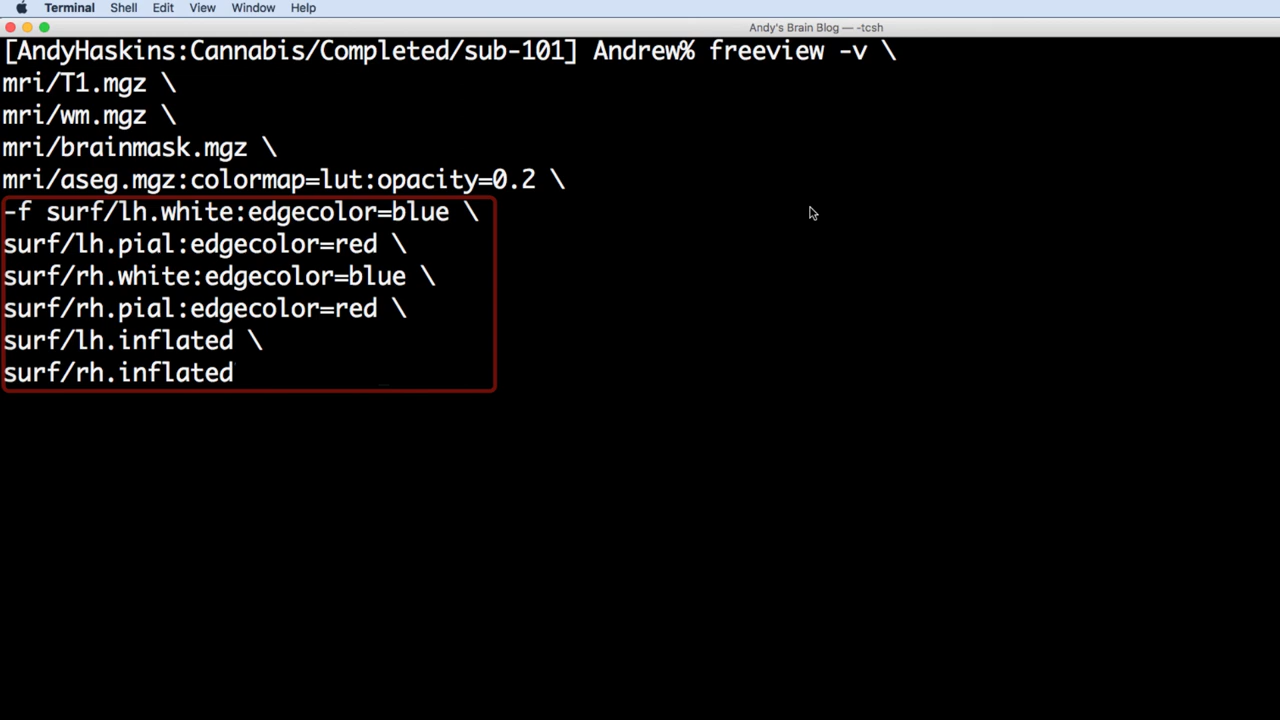 Terminal Shell Edit View Window Help
Andy's Brain Blog — -tcsh
[AndyHaskins:Cannabis/Completed/sub-101] Andrew% freeview -v \
mri/T1.mgz \
mri/wm.mgz \
mri/brainmask.mgz \
mri/aseg.mgz:colormap=lut:opacity=0.2 \
-f surf/lh.white:edgecolor=blue \
surf/lh.pial:edgecolor=red \
surf/rh.white:edgecolor=blue \
surf/rh.pial:edgecolor=red \
surf/lh.inflated \
surf/rh.inflated